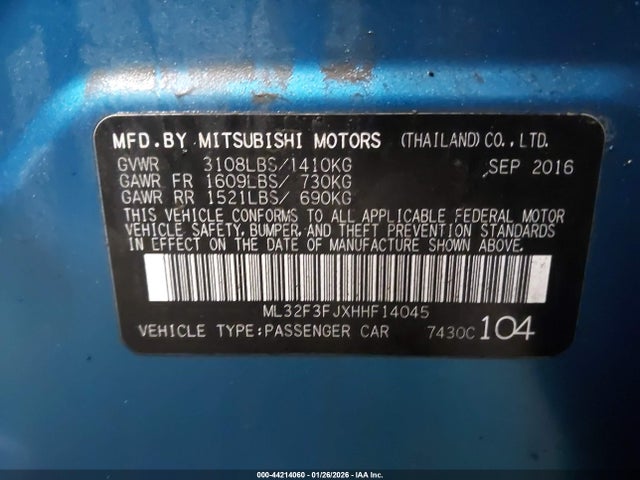 MFD.BY MITSUBISHI MOTORS (THAILAND)CO.,LTD.
GVWR 3108LBS/1410KG SEP 2016
GAWR FR 1609LBS/ 730KG
GAWR RR 1521LBS/ 690KG
THIS VEHICLE CONFORMS TO ALL APPLICABLE FEDERAL MOTOR
VEHICLE SAFETY, BUMPER, AND THEFT PREVENTION STANDARDS
IN EFFECT ON THE DATE OF MANUFACTURE SHOWN ABOVE.
ML32F3FJXHHF14045
VEHICLE TYPE:PASSENGER CAR 7430C 104
000-44214060 - 01/26/2026 - IAA Inc.